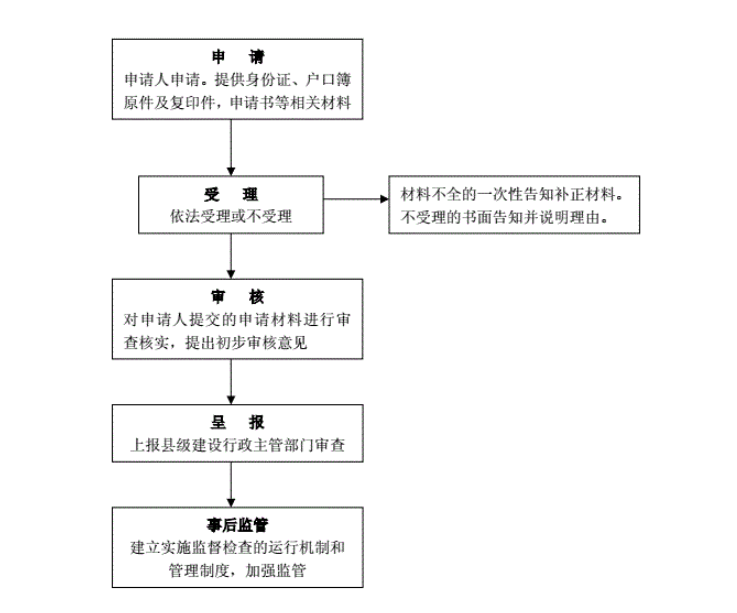 申 请
申请人申请。提供身份证、户口簿
原件及复印件，申请书等相关材料
受 理
依法受理或不受理
材料不全的一次性告知补正材料。
不受理的书面告知并说明理由。
审 核
对申请人提交的申请材料进行审
查核实，提出初步审核意见
呈 报
上报县级建设行政主管部门审查
事后监管
建立实施监督检查的运行机制和
管理制度，加强监管